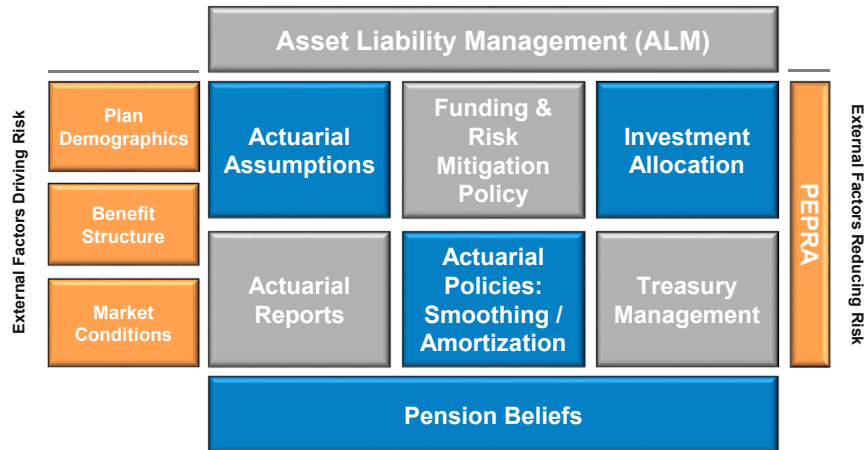 Asset Liability Management (ALM)
External Factors Driving Risk
Plan
Demographics
Benefit
Structure
Market
Conditions
Actuarial
Assumptions
Funding &
Risk
Mitigation
Policy
Investment
Allocation
Actuarial
Reports
Actuarial
Policies:
Smoothing /
Amortization
Treasury
Management
PEPRA
External Factors Reducing Risk
Pension Beliefs